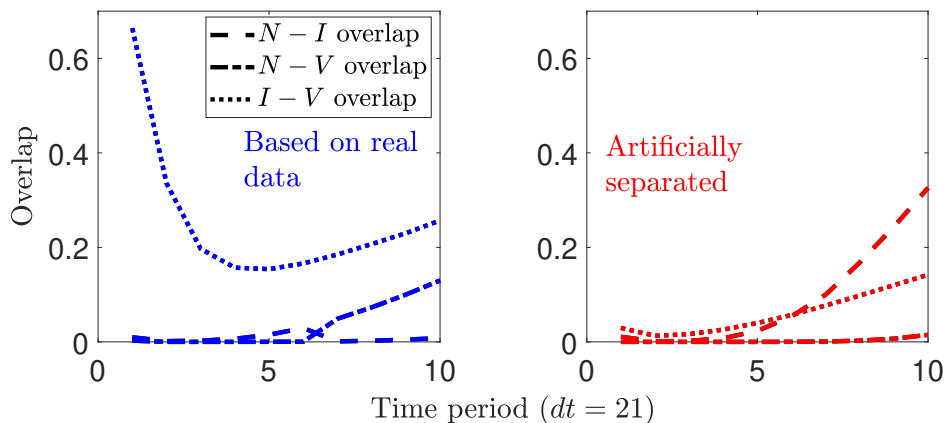 Overlap
0.6
0.4
0.2
0
0
5
10
N − I overlap
N − V overlap
I − V overlap
Based on real
data
0.6
0.4
0.2
0
0
5
10
Artificially
separated
Time period (dt = 21)